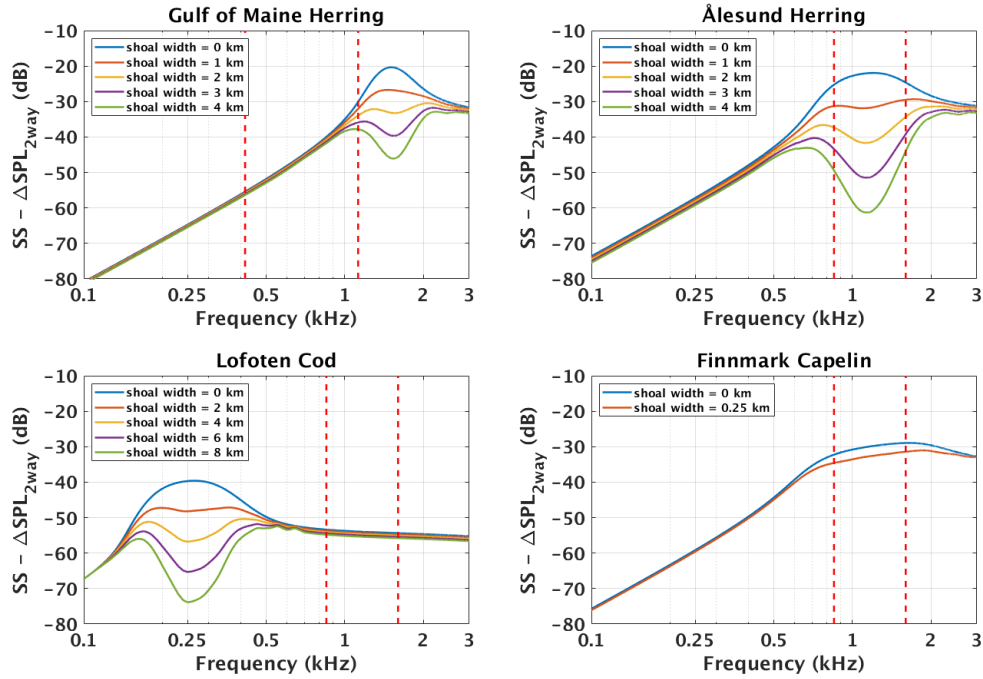 Gulf of Maine Herring
SS − ΔSPL2way (dB)
-10
-20
-30
-40
-50
-60
-70
-80
shoal width = 0 km
shoal width = 1 km
shoal width = 2 km
shoal width = 3 km
shoal width = 4 km
0.1
0.25
0.5
1
2
3
Frequency (kHz)
Ålesund Herring
SS − ΔSPL2way (dB)
-10
-20
-30
-40
-50
-60
-70
-80
shoal width = 0 km
shoal width = 1 km
shoal width = 2 km
shoal width = 3 km
shoal width = 4 km
0.1
0.25
0.5
1
2
3
Frequency (kHz)
Lofoten Cod
SS − ΔSPL2way (dB)
-10
-20
-30
-40
-50
-60
-70
-80
shoal width = 0 km
shoal width = 2 km
shoal width = 4 km
shoal width = 6 km
shoal width = 8 km
0.1
0.25
0.5
1
2
3
Frequency (kHz)
Finnmark Capelin
SS − ΔSPL2way (dB)
-10
-20
-30
-40
-50
-60
-70
-80
shoal width = 0 km
shoal width = 0.25 km
0.1
0.25
0.5
1
2
3
Frequency (kHz)